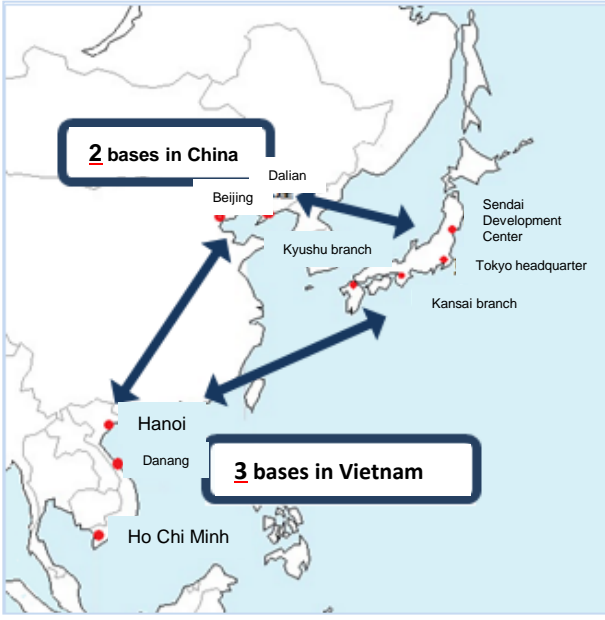 2 bases in China
Dalian
Beijing
Sendai
Development
Center
Kyushu branch
Tokyo headquarter
Kansai branch
Hanoi
Danang
3 bases in Vietnam
Ho Chi Minh